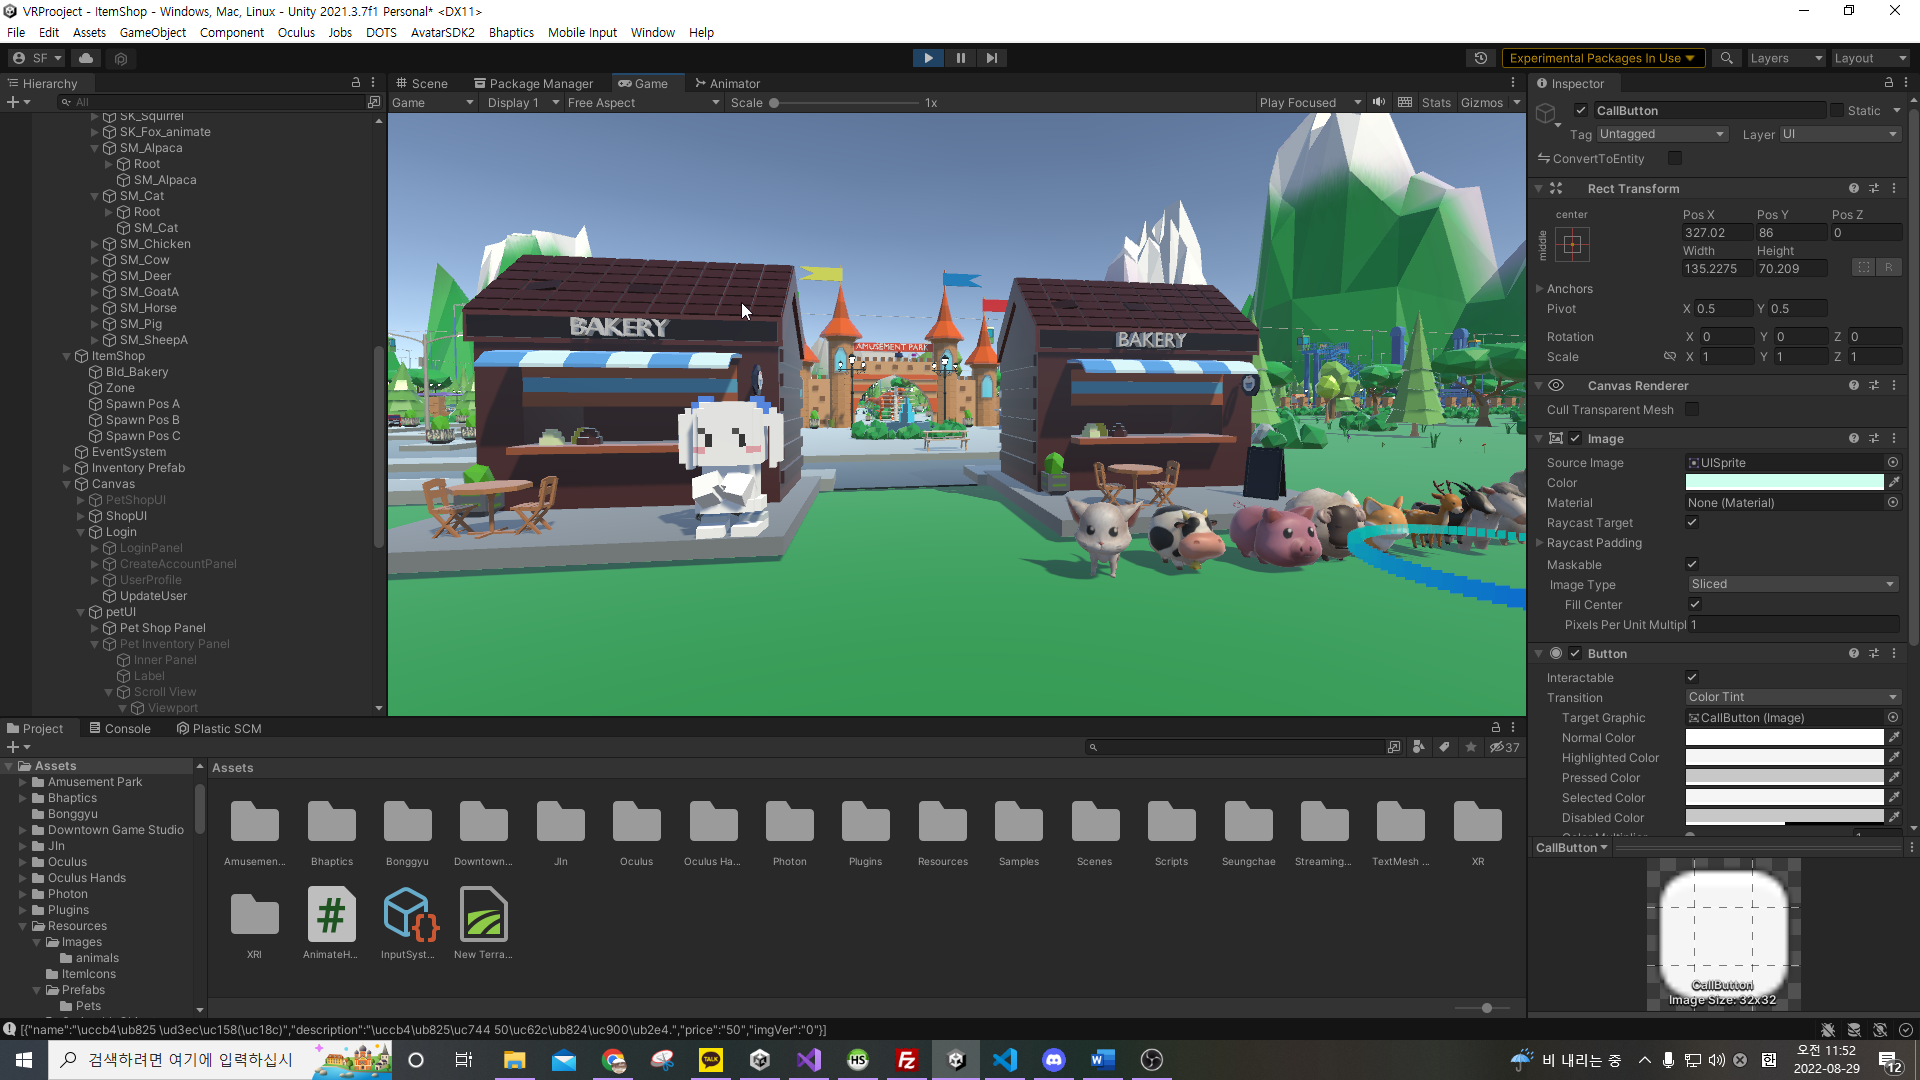 VRProoject - ItemShop - Windows, Mac, Linux - Unity 2021.3.7f1 Personal* <DX11>
File Edit Assets GameObject Component Oculus Jobs DOTS AvatarSDK2 Bhaptics Mobile Input Window Help
SF
Experimental Packages In Use
Layers
Layout
Hierarchy
All
SK_Squirrel
SK_Fox_animate
SM_Alpaca
Root
SM_Alpaca
SM_Cat
Root
SM_Cat
SM_Chicken
SM_Cow
SM_Deer
SM_GoatA
SM_Horse
SM_Pig
SM_SheepA
ItemShop
Bld_Bakery
Zone
Spawn Pos A
Spawn Pos B
Spawn Pos C
EventSystem
Inventory Prefab
Canvas
PetShopUI
ShopUI
Login
LoginPanel
CreateAccountPanel
UserProfile
UpdateUser
petUI
Pet Shop Panel
Pet Inventory Panel
Inner Panel
Label
Scroll View
Viewport
Scene
Package Manager
Game
Animator
Game
Display 1
Free Aspect
Scale
1x
Play Focused
Stats
Gizmos
BAKERY
AMUSEMENT PARK
BAKERY
Inspector
CallButton
Static
Tag Untagged
Layer UI
ConvertToEntity
Rect Transform
center
middle
Pos X Pos Y Pos Z
327.02 86 0
Width Height
135.2275 70.209
R
Anchors
Pivot X 0.5 Y 0.5
Rotation X 0 Y 0 Z 0
Scale X 1 Y 1 Z 1
Canvas Renderer
Cull Transparent Mesh
Image
Source Image UISprite
Color
Material None (Material)
Raycast Target
Raycast Padding
Maskable
Image Type Sliced
Fill Center
Pixels Per Unit Multipl 1
Button
Interactable
Transition Color Tint
Target Graphic CallButton (Image)
Normal Color
Highlighted Color
Pressed Color
Selected Color
Disabled Color
CallButton
CallButton
Image Size: 32x32
Project
Console
Plastic SCM
37
Assets
Amusement Park
Bhaptics
Bonggyu
Downtown Game Studio
JIn
Oculus
Oculus Hands
Photon
Plugins
Resources
Images
animals
ItemIcons
Prefabs
Pets
Assets
Amusemen... Bhaptics Bonggyu Downtown... JIn Oculus Oculus Ha... Photon Plugins Resources Samples Scenes Scripts Seungchae Streaming... TextMesh ... XR
XRI AnimateH... InputSyst... New Terra...
[{"name":"\uccb4\ub825 \ud3ec\uc158(\uc18c)","description":"\uccb4\ub825\uc744 50\uc62c\ub824\uc900\ub2e4.","price":"50","imgVer":"0"}]
검색하려면 여기에 입력하십시
TALK
HS
비 내리는 중
오전 11:52
2022-08-29
12